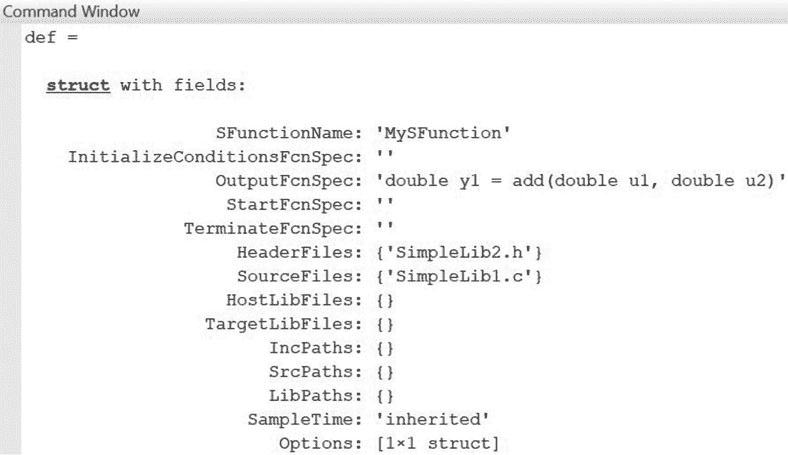 Command Window
def =
struct with fields:
SFunctionName: 'MySFunction'
InitializeConditionsFcnSpec: ''
OutputFcnSpec: 'double y1 = add(double u1, double u2)'
StartFcnSpec: ''
TerminateFcnSpec: ''
HeaderFiles: {'SimpleLib2.h'}
SourceFiles: {'SimpleLib1.c'}
HostLibFiles: {}
TargetLibFiles: {}
IncPaths: {}
SrcPaths: {}
LibPaths: {}
SampleTime: 'inherited'
Options: [1×1 struct]